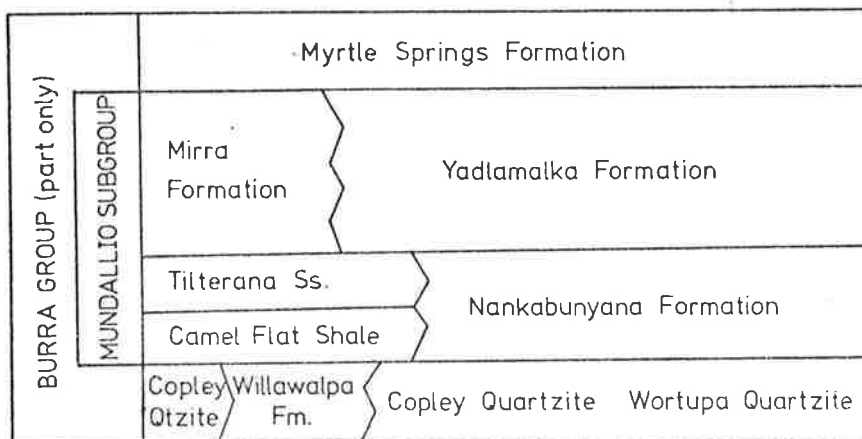 BURRA GROUP (part only)
MUNDALLIO SUBGROUP
Myrtle Springs Formation
Mirra
Formation
Yadlamalka Formation
Tilterana Ss.
Camel Flat Shale
Nankabunyana Formation
Copley
Qtzite
Willawalpa
Fm.
Copley Quartzite Wortupa Quartzite